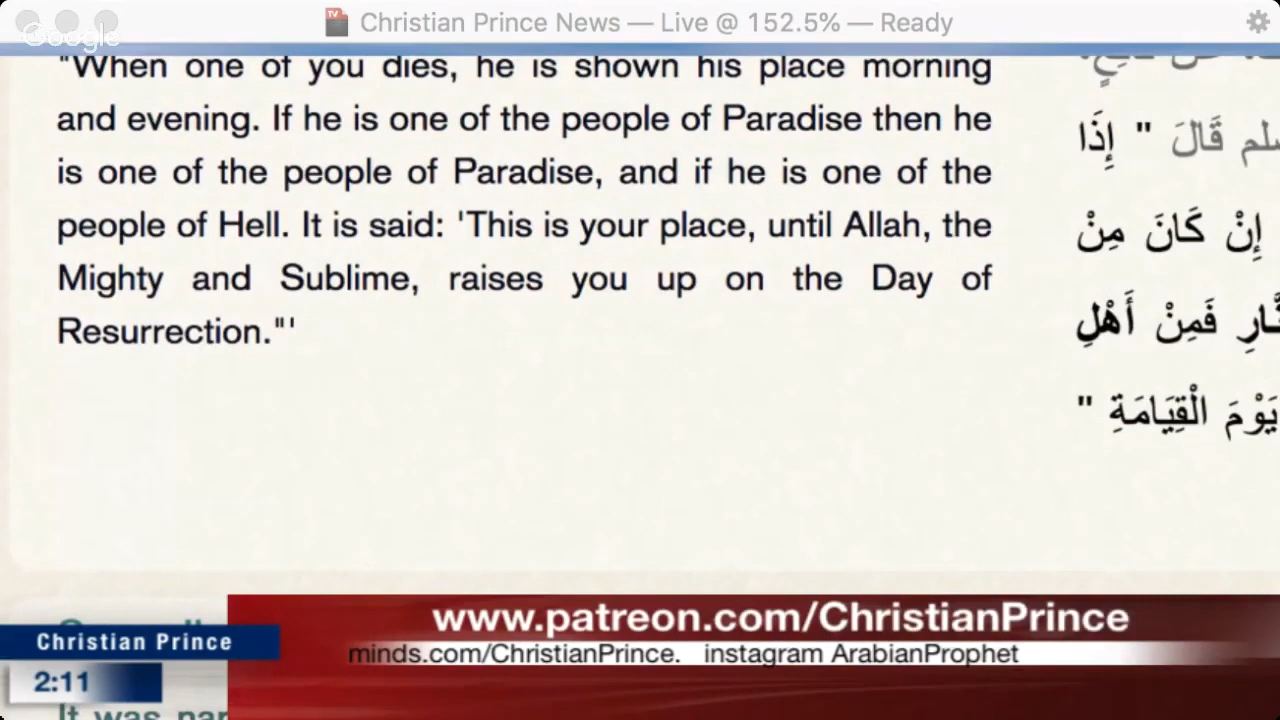 Google
Christian Prince News — Live @ 152.5% — Ready
"When one of you dies, he is shown his place morning
and evening. If he is one of the people of Paradise then he
is one of the people of Paradise, and if he is one of the
people of Hell. It is said: 'This is your place, until Allah, the
Mighty and Sublime, raises you up on the Day of
Resurrection."'
قَالَ " إِذَا
إِنْ كَانَ مِنْ
فَمِنْ أَهْلِ
يَوْمَ الْقِيَامَةِ "
www.patreon.com/ChristianPrince
minds.com/ChristianPrince. instagram ArabianProphet
Christian Prince
2:11
It was